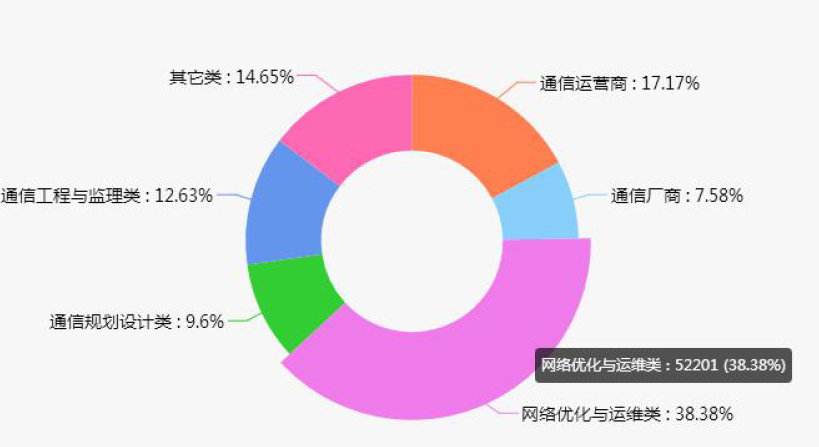 其它类 : 14.65%
通信运营商 : 17.17%
通信工程与监理类 : 12.63%
通信厂商 : 7.58%
通信规划设计类 : 9.6%
网络优化与运维类 : 52201 (38.38%)
网络优化与运维类 : 38.38%